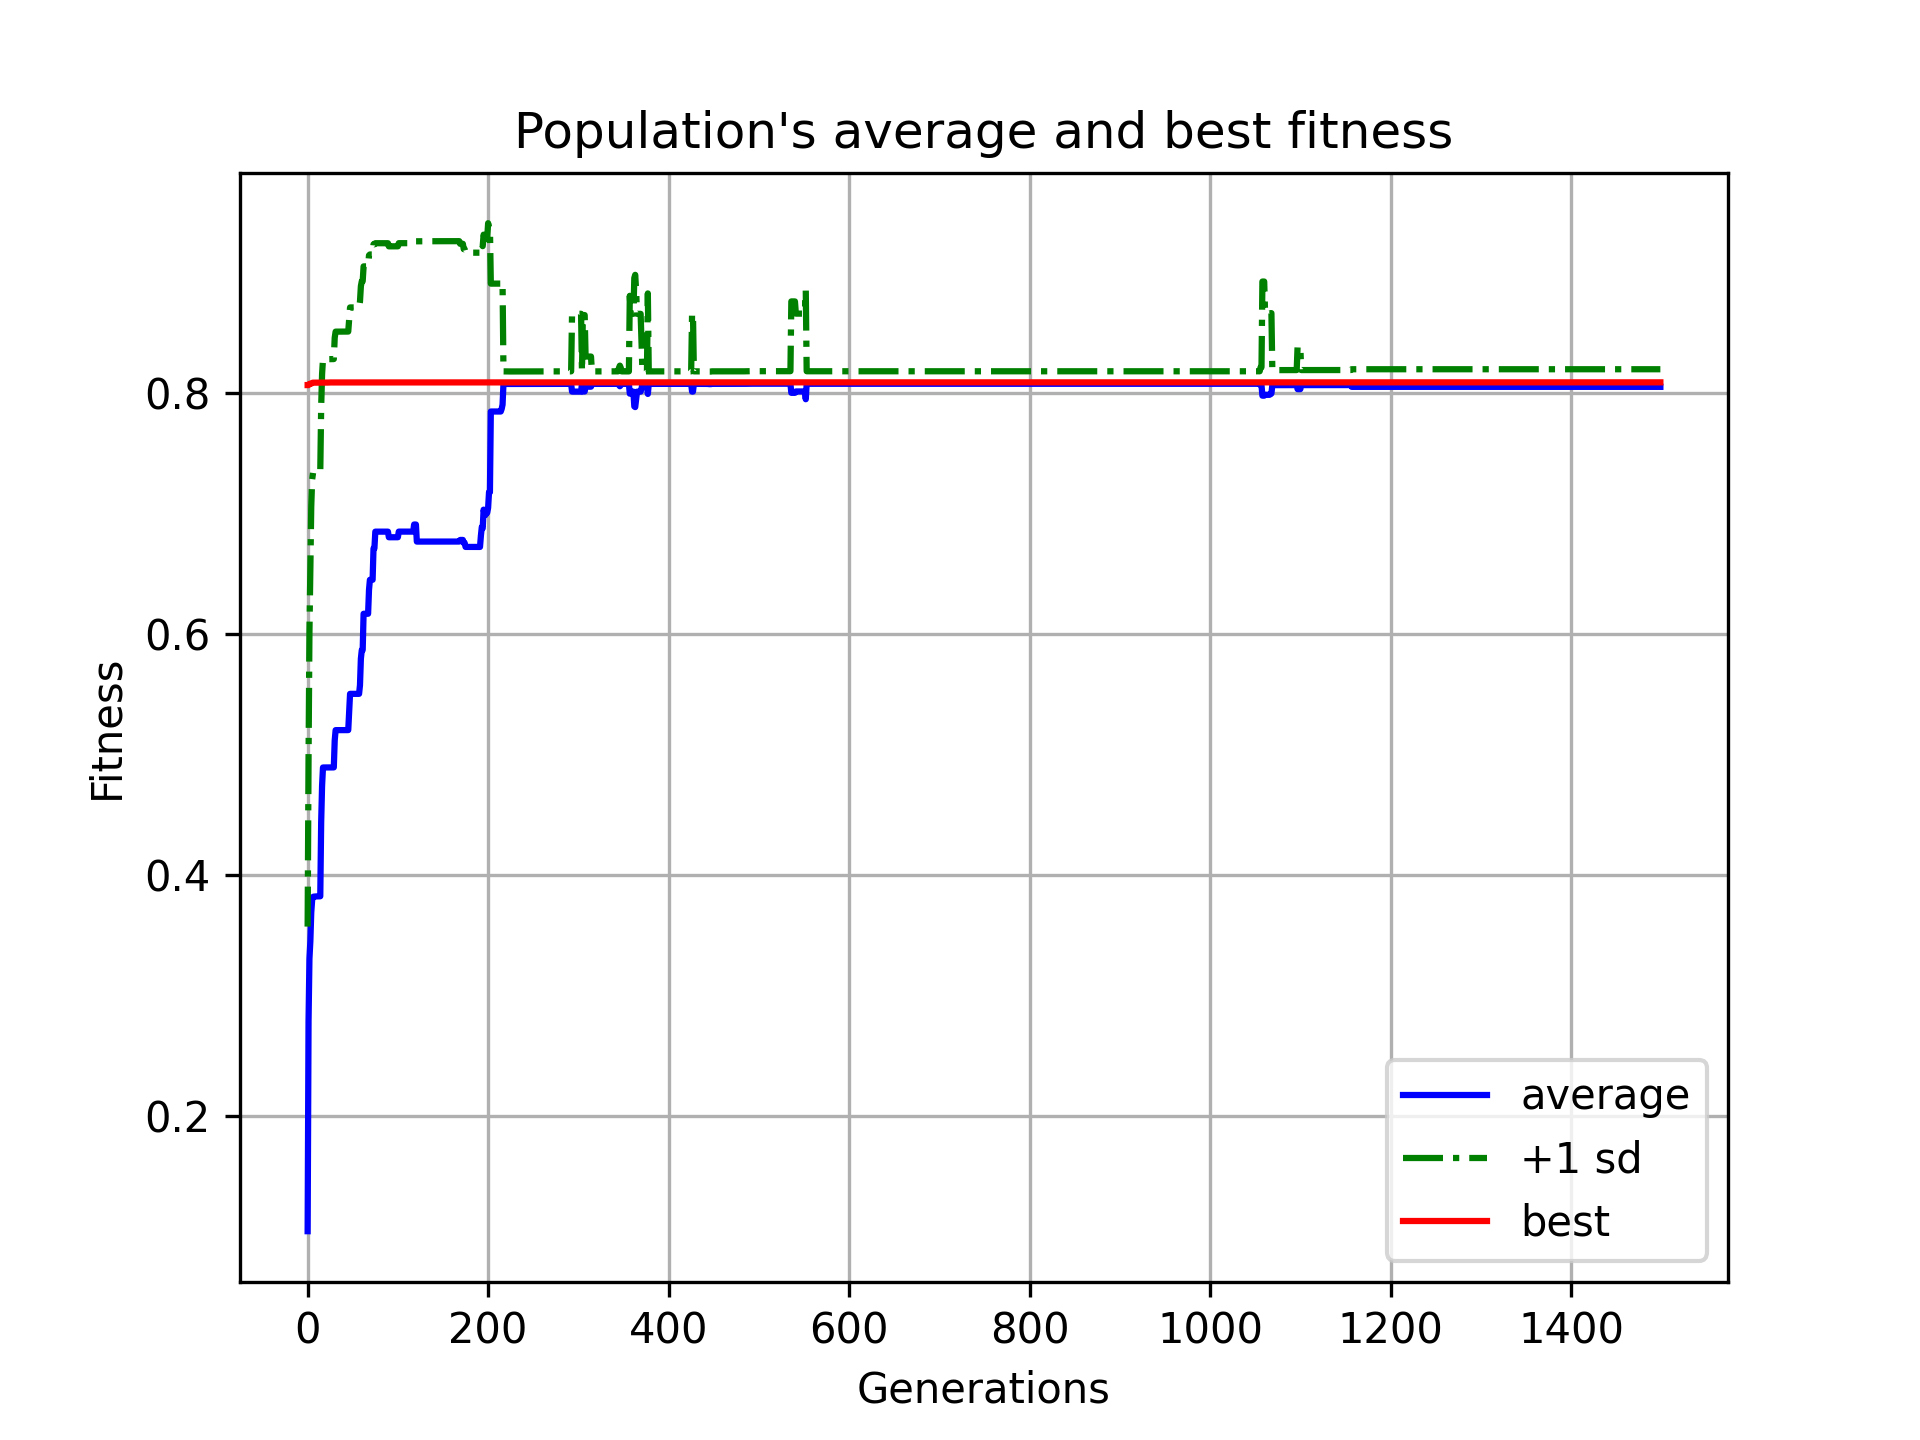 Population's average and best fitness
Fitness
0.8
0.6
0.4
0.2
0 200 400 600 800 1000 1200 1400
Generations
average
+1 sd
best